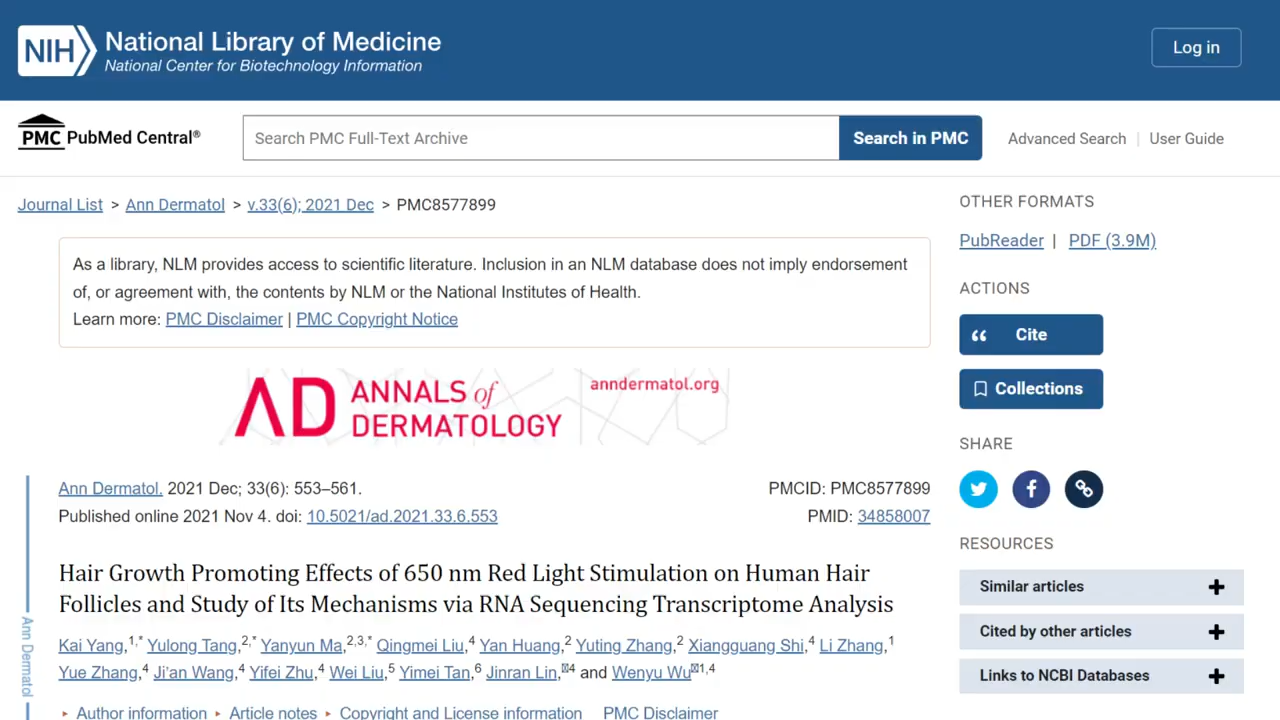 NIH National Library of Medicine
National Center for Biotechnology Information
Log in
PMC PubMed Central®
Search PMC Full-Text Archive
Search in PMC
Advanced Search | User Guide
Journal List > Ann Dermatol > v.33(6); 2021 Dec > PMC8577899
As a library, NLM provides access to scientific literature. Inclusion in an NLM database does not imply endorsement
of, or agreement with, the contents by NLM or the National Institutes of Health.
Learn more: PMC Disclaimer | PMC Copyright Notice
AD ANNALS of
DERMATOLOGY
anndermatol.org
Ann Dermatol. 2021 Dec; 33(6): 553–561.
Published online 2021 Nov 4. doi: 10.5021/ad.2021.33.6.553
PMCID: PMC8577899
PMID: 34858007
Hair Growth Promoting Effects of 650 nm Red Light Stimulation on Human Hair
Follicles and Study of Its Mechanisms via RNA Sequencing Transcriptome Analysis
Kai Yang,1,* Yulong Tang,2,* Yanyun Ma,2,3,* Qingmei Liu,4 Yan Huang,2 Yuting Zhang,2 Xiangguang Shi,4 Li Zhang,1
Yue Zhang,4 Ji’an Wang,4 Yifei Zhu,4 Wei Liu,5 Yimei Tan,6 Jinran Lin,4 and Wenyu Wu1,4
Author information Article notes Copyright and License information PMC Disclaimer
Ann Dermatol
Ann Dermatol
OTHER FORMATS
PubReader | PDF (3.9M)
ACTIONS
Cite
Collections
SHARE
RESOURCES
Similar articles
Cited by other articles
Links to NCBI Databases